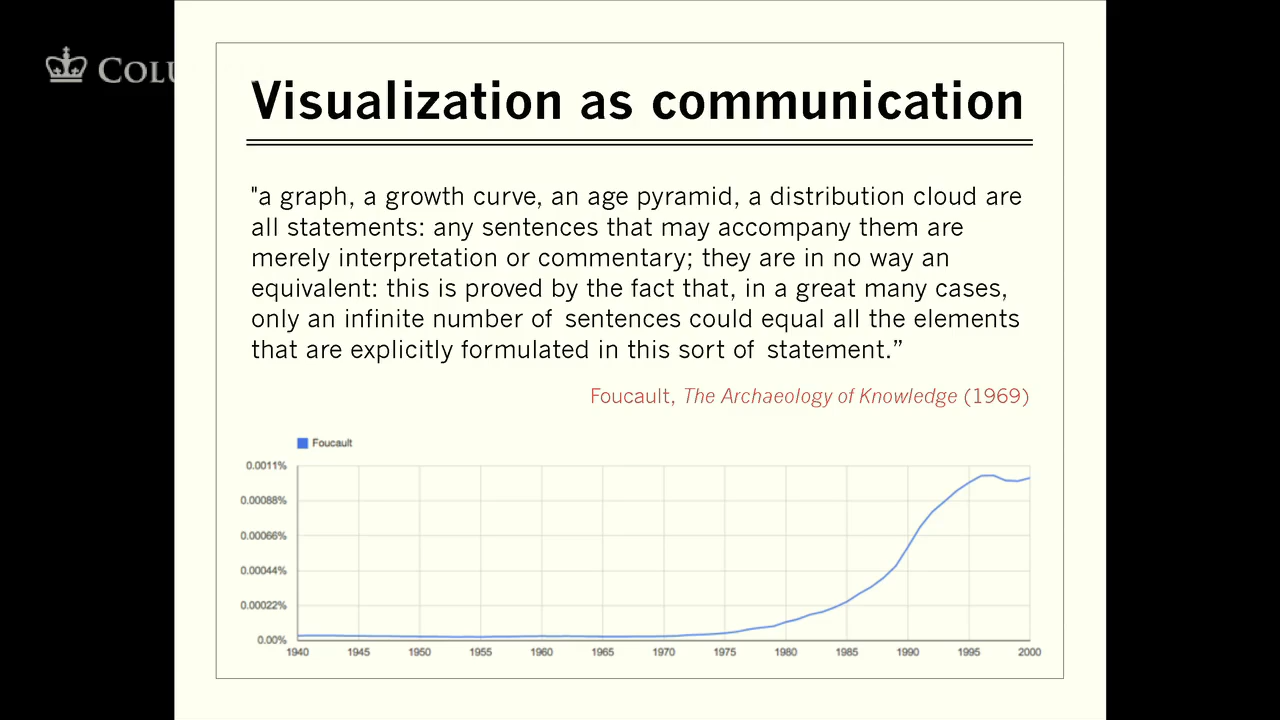 COLU
Visualization as communication
"a graph, a growth curve, an age pyramid, a distribution cloud are
all statements: any sentences that may accompany them are
merely interpretation or commentary; they are in no way an
equivalent: this is proved by the fact that, in a great many cases,
only an infinite number of sentences could equal all the elements
that are explicitly formulated in this sort of statement.”
Foucault, The Archaeology of Knowledge (1969)
Foucault
0.0011%
0.00088%
0.00066%
0.00044%
0.00022%
0.00%
1940 1945 1950 1955 1960 1965 1970 1975 1980 1985 1990 1995 2000